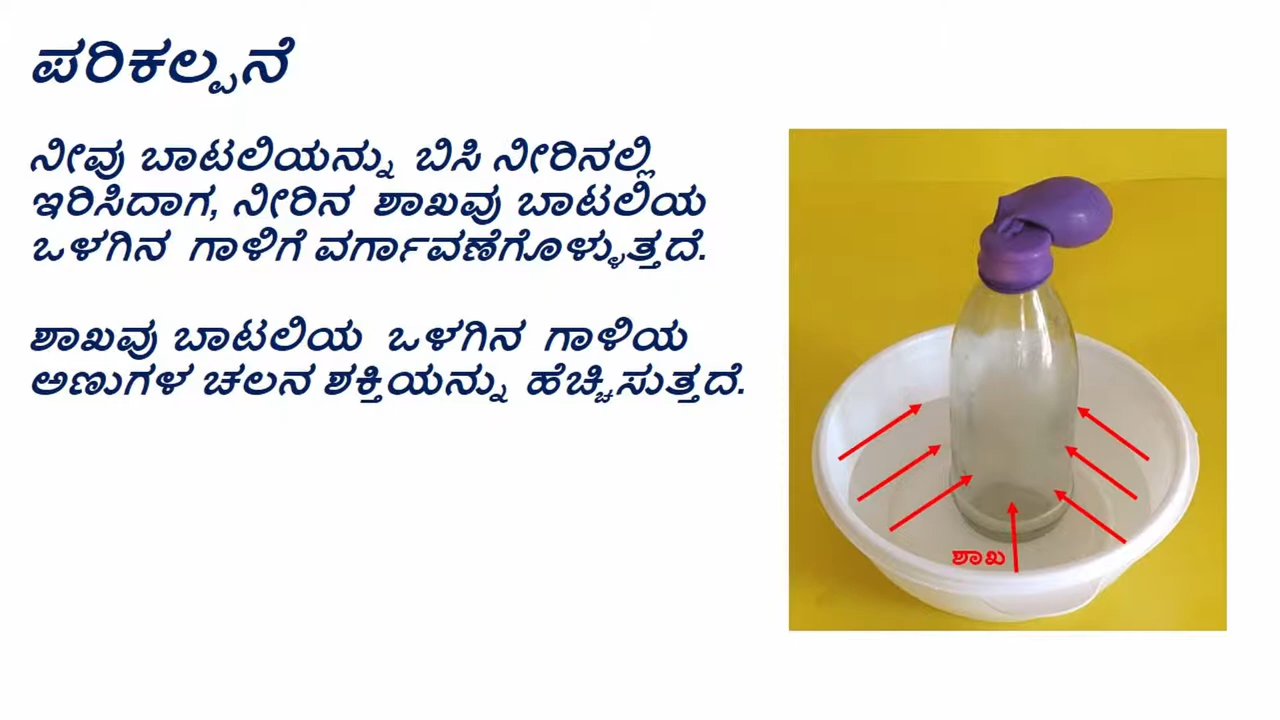 ಪರಿಕಲ್ಪನೆ
ನೀವು ಬಾಟಲಿಯನ್ನು ಬಿಸಿ ನೀರಿನಲ್ಲಿ
ಇರಿಸಿದಾಗ, ನೀರಿನ ಶಾಖವು ಬಾಟಲಿಯ
ಒಳಗಿನ ಗಾಳಿಗೆ ವರ್ಗಾವಣೆಗೊಳ್ಳುತ್ತದೆ.
ಶಾಖವು ಬಾಟಲಿಯ ಒಳಗಿನ ಗಾಳಿಯ
ಅಣುಗಳ ಚಲನ ಶಕ್ತಿಯನ್ನು ಹೆಚ್ಚಿಸುತ್ತದೆ.
ಶಾಖ